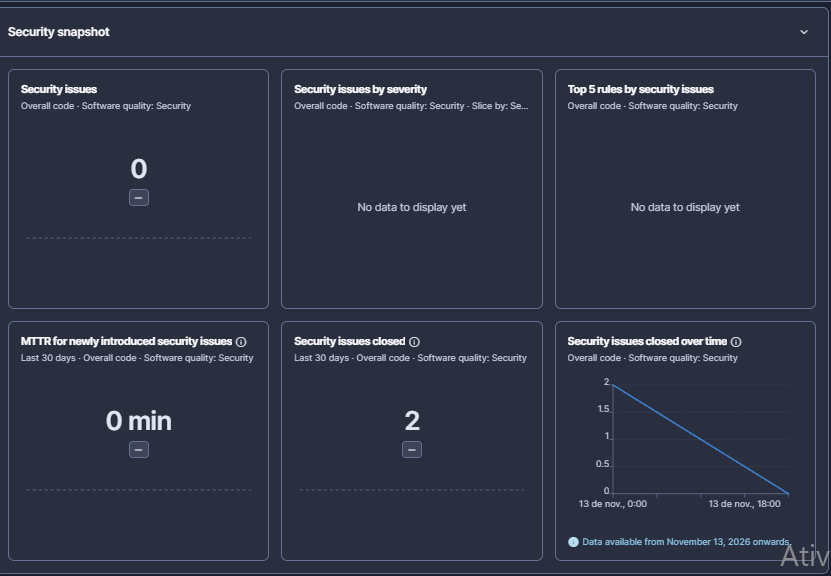 Security snapshot
Security issues
Overall code · Software quality: Security
0
Security issues by severity
Overall code · Software quality: Security · Slice by: Se...
No data to display yet
Top 5 rules by security issues
Overall code · Software quality: Security
No data to display yet
MTTR for newly introduced security issues
Last 30 days · Overall code · Software quality: Security
0 min
Security issues closed
Last 30 days · Overall code · Software quality: Security
2
Security issues closed over time
Overall code · Software quality: Security
2
1.5
1
0.5
0
13 de nov., 0:00
13 de nov., 18:00
Data available from November 13, 2026 onwards.
Ativ